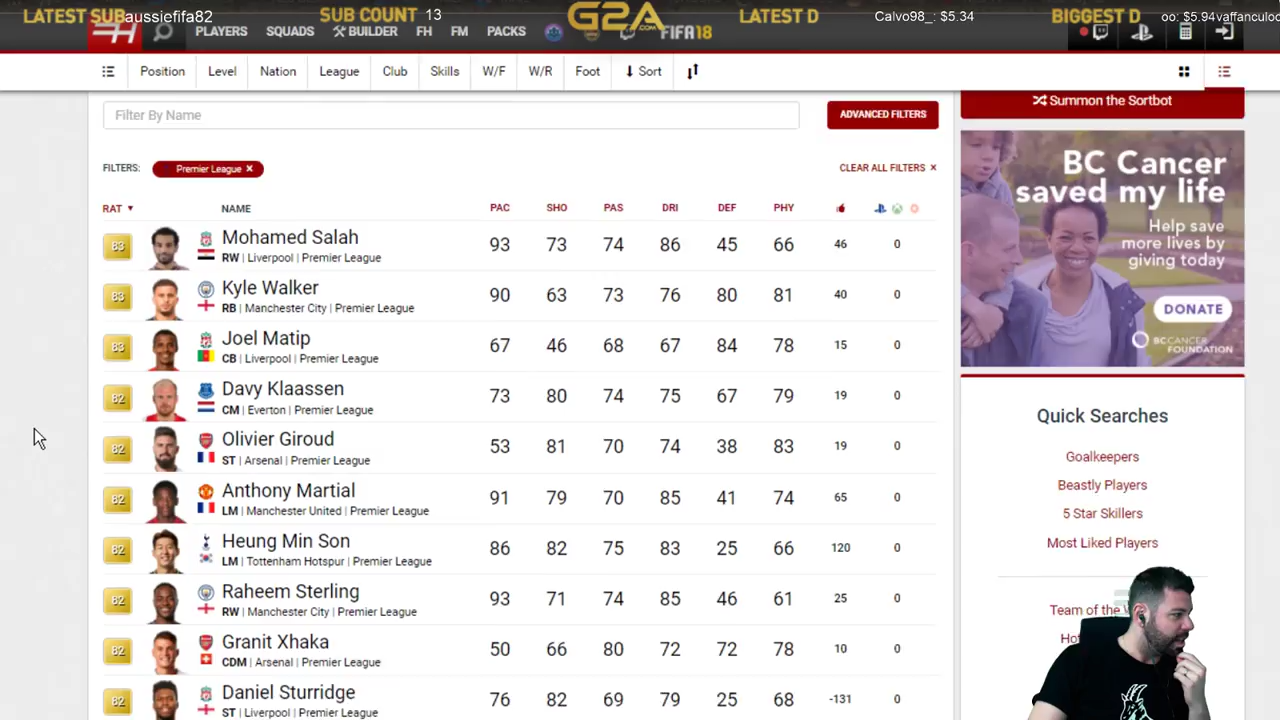 LATEST SUB aussiefifa82 SUB COUNT 13 G2A .COM LATEST D Calvo98_: $5.34 BIGGEST D oo: $5.94vaffanculoc
PLAYERS SQUADS BUILDER FH FM PACKS FIFA18
Position Level Nation League Club Skills W/F W/R Foot Sort
Filter By Name ADVANCED FILTERS
FILTERS: Premier League × CLEAR ALL FILTERS ×
RAT NAME PAC SHO PAS DRI DEF PHY
83 Mohamed Salah 93 73 74 86 45 66 46 0
RW | Liverpool | Premier League
83 Kyle Walker 90 63 73 76 80 81 40 0
RB | Manchester City | Premier League
83 Joel Matip 67 46 68 67 84 78 15 0
CB | Liverpool | Premier League
82 Davy Klaassen 73 80 74 75 67 79 19 0
CM | Everton | Premier League
82 Olivier Giroud 53 81 70 74 38 83 19 0
ST | Arsenal | Premier League
82 Anthony Martial 91 79 70 85 41 74 65 0
LM | Manchester United | Premier League
82 Heung Min Son 86 82 75 83 25 66 120 0
LM | Tottenham Hotspur | Premier League
82 Raheem Sterling 93 71 74 85 46 61 25 0
RW | Manchester City | Premier League
82 Granit Xhaka 50 66 80 72 72 78 10 0
CDM | Arsenal | Premier League
82 Daniel Sturridge 76 82 69 79 25 68 -131 0
ST | Liverpool | Premier League
Summon the Sortbot
BC Cancer
saved my life
Help save
more lives by
giving today
DONATE
BC CANCER
FOUNDATION
Quick Searches
Goalkeepers
Beastly Players
5 Star Skillers
Most Liked Players
Team of the